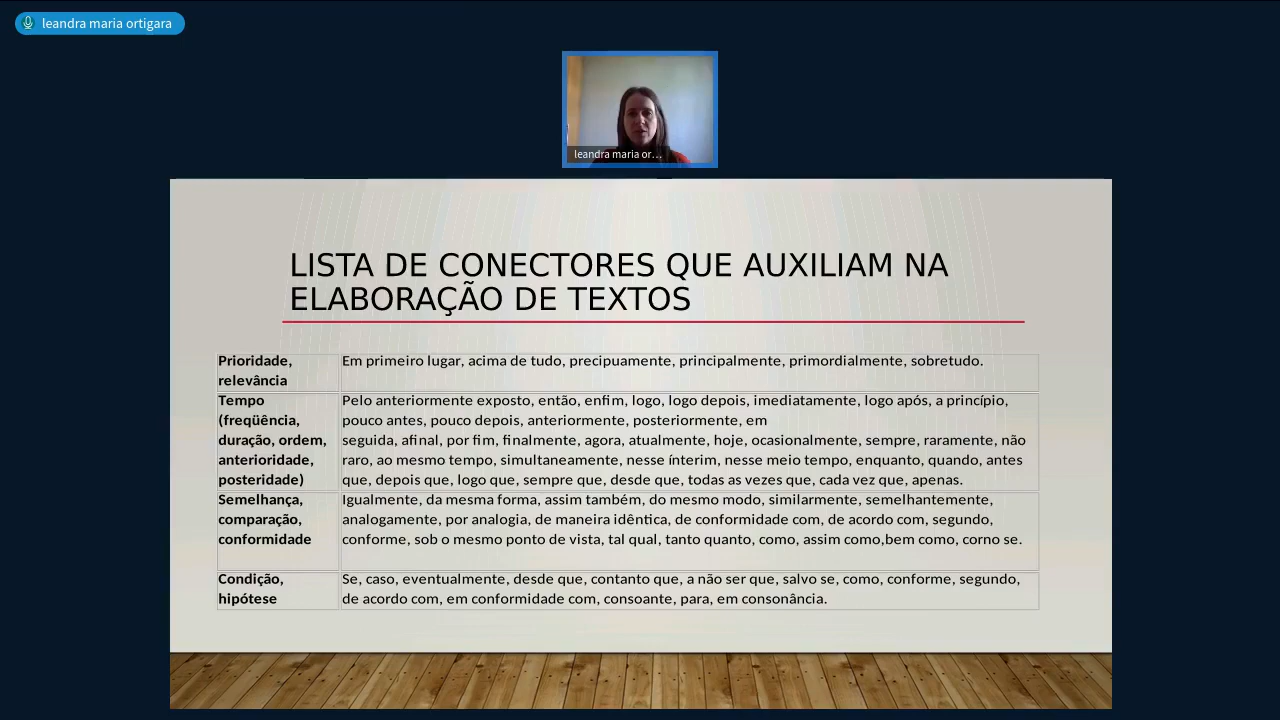 leandra maria ortigara
leandra maria or...
LISTA DE CONECTORES QUE AUXILIAM NA
ELABORAÇÃO DE TEXTOS
Prioridade,
relevância
Em primeiro lugar, acima de tudo, precipuamente, principalmente, primordialmente, sobretudo.
Tempo
(freqüência,
duração, ordem,
anterioridade,
posteridade)
Pelo anteriormente exposto, então, enfim, logo, logo depois, imediatamente, logo após, a princípio,
pouco antes, pouco depois, anteriormente, posteriormente, em
seguida, afinal, por fim, finalmente, agora, atualmente, hoje, ocasionalmente, sempre, raramente, não
raro, ao mesmo tempo, simultaneamente, nesse ínterim, nesse meio tempo, enquanto, quando, antes
que, depois que, logo que, sempre que, desde que, todas as vezes que, cada vez que, apenas.
Semelhança,
comparação,
conformidade
Igualmente, da mesma forma, assim também, do mesmo modo, similarmente, semelhantemente,
analogamente, por analogia, de maneira idêntica, de conformidade com, de acordo com, segundo,
conforme, sob o mesmo ponto de vista, tal qual, tanto quanto, como, assim como,bem como, corno se.
Condição,
hipótese
Se, caso, eventualmente, desde que, contanto que, a não ser que, salvo se, como, conforme, segundo,
de acordo com, em conformidade com, consoante, para, em consonância.